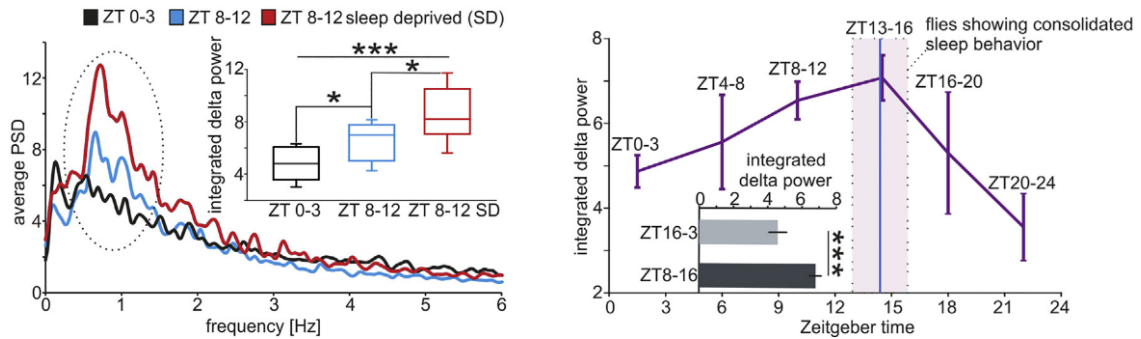 ZT 0-3 ZT 8-12 ZT 8-12 sleep deprived (SD)
average PSD
12
8
4
0
0 1 2 3 4 5 6
frequency [Hz]
integrated delta power
12
8
4
***
*
*
ZT 0-3 ZT 8-12 ZT 8-12 SD
integrated delta power
8
7
6
5
4
3
2
0 3 6 9 12 15 18 21 24
Zeitgeber time
ZT0-3
ZT4-8
ZT8-12
ZT13-16
flies showing consolidated
sleep behavior
ZT16-20
ZT20-24
integrated
delta power
0 2 4 6 8
ZT16-3
ZT8-16
***